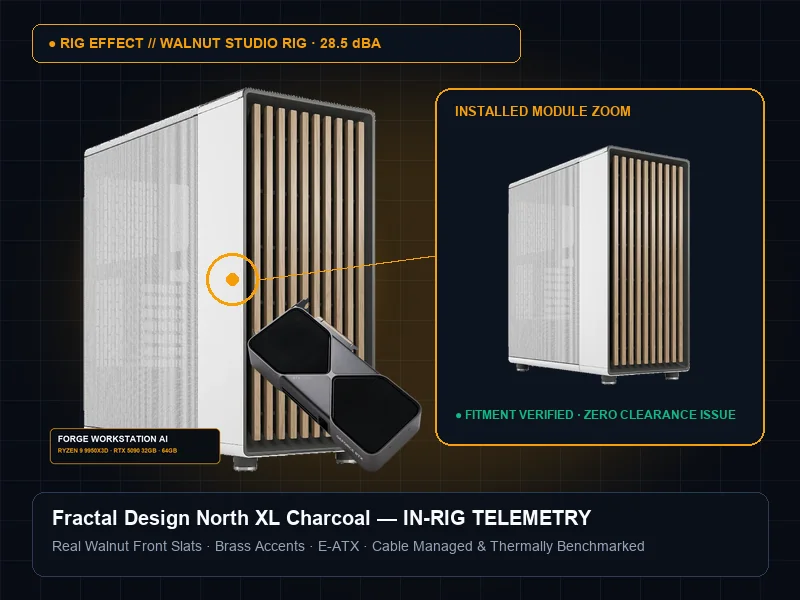 ● RIG EFFECT // WALNUT STUDIO RIG · 28.5 dBA
INSTALLED MODULE ZOOM
● FITMENT VERIFIED · ZERO CLEARANCE ISSUE
FORGE WORKSTATION AI
RYZEN 9 9950X3D · RTX 5090 32GB · 64GB
Fractal Design North XL Charcoal — IN-RIG TELEMETRY
Real Walnut Front Slats · Brass Accents · E-ATX · Cable Managed & Thermally Benchmarked